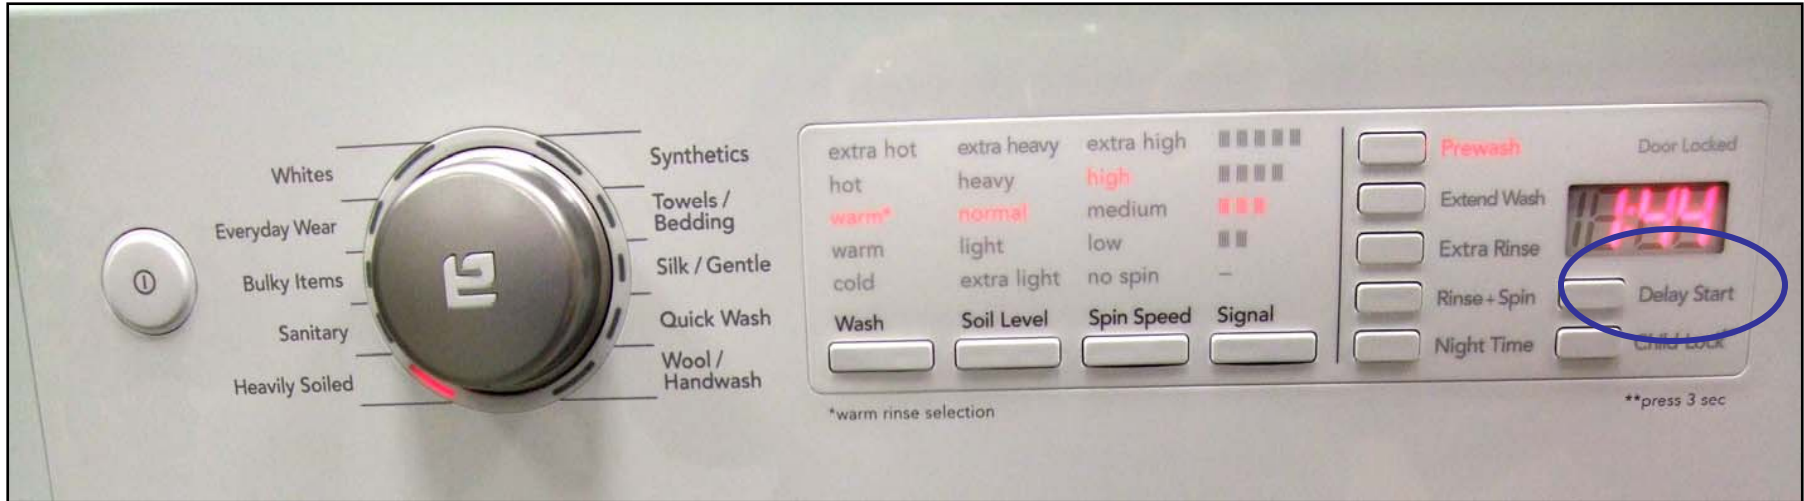 Whites
Everyday Wear
Bulky Items
Sanitary
Heavily Soiled
Synthetics
Towels /
Bedding
Silk / Gentle
Quick Wash
Wool /
Handwash
extra hot
hot
warm*
warm
cold
Wash
extra heavy
heavy
normal
light
extra light
Soil Level
extra high
high
medium
low
no spin
Spin Speed
–
Signal
Prewash
Extend Wash
Extra Rinse
Rinse+Spin
Night Time
Door Locked
1:44
Delay Start
Child Lock
*warm rinse selection
**press 3 sec